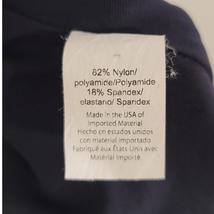 82% Nylon/
polyamide/Polyamide
18% Spandex/
elastano/ Spandex
Made in the USA of
Imported Material
Hecho en estados unidos
con material importado
Fabriqué aux États Unis avec
Matériau Importé